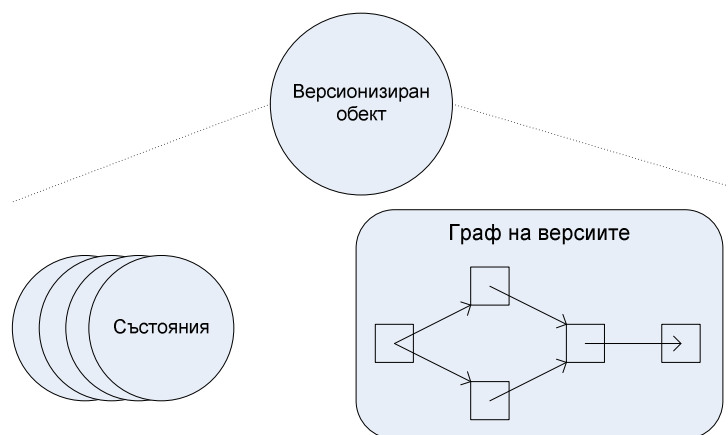 Версионизиран
обект
Граф на версиите
Състояния